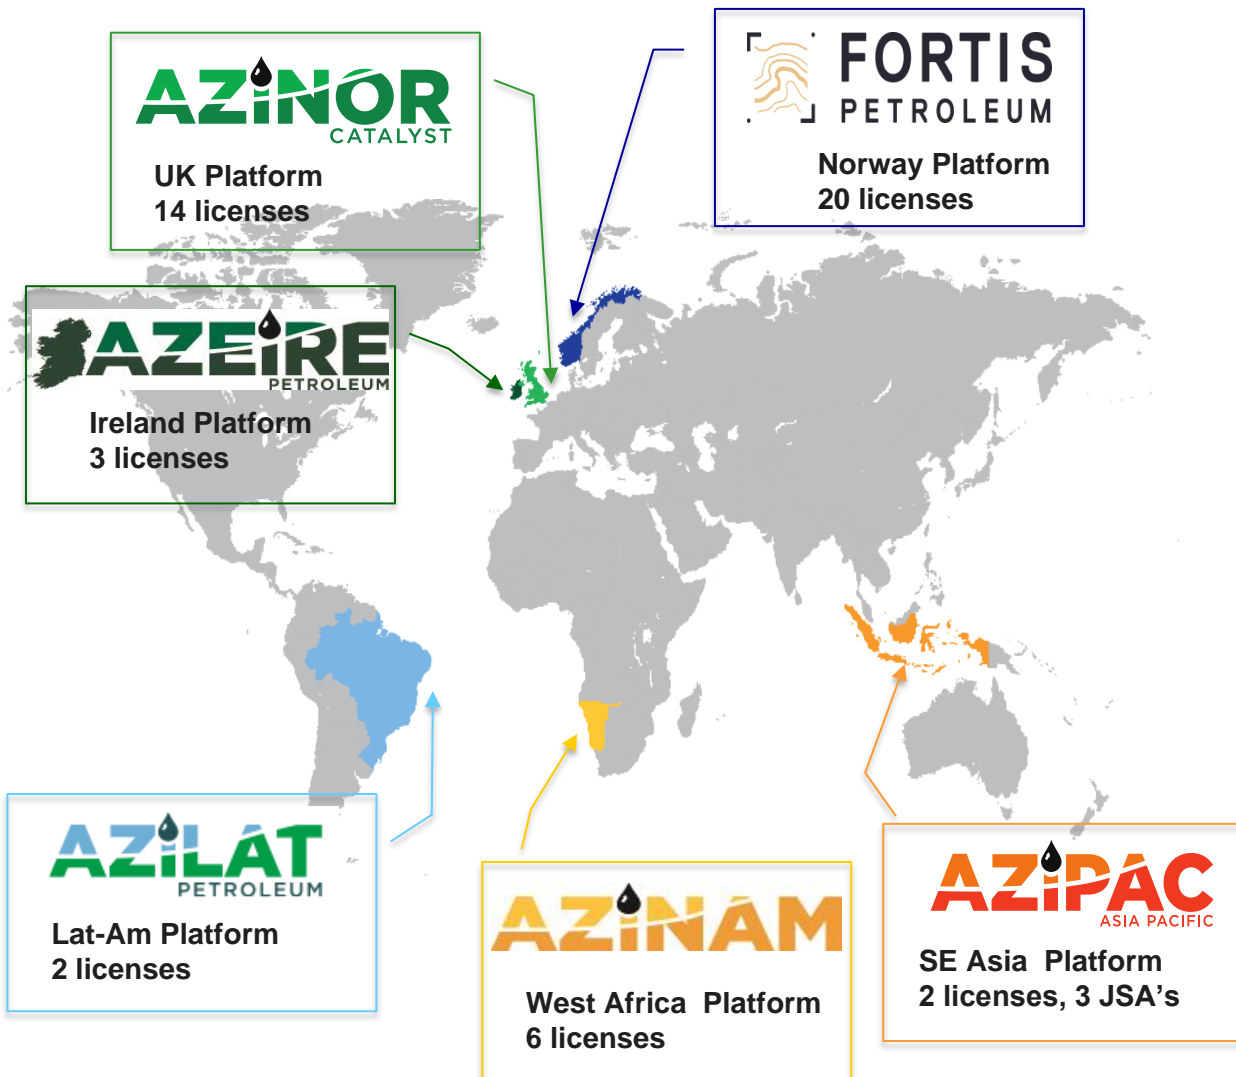 AZINOR
CATALYST
UK Platform
14 licenses
FORTIS
PETROLEUM
Norway Platform
20 licenses
AZEIRE
PETROLEUM
Ireland Platform
3 licenses
AZILAT
PETROLEUM
Lat-Am Platform
2 licenses
AZINAM
West Africa Platform
6 licenses
AZIPAC
ASIA PACIFIC
SE Asia Platform
2 licenses, 3 JSA’s